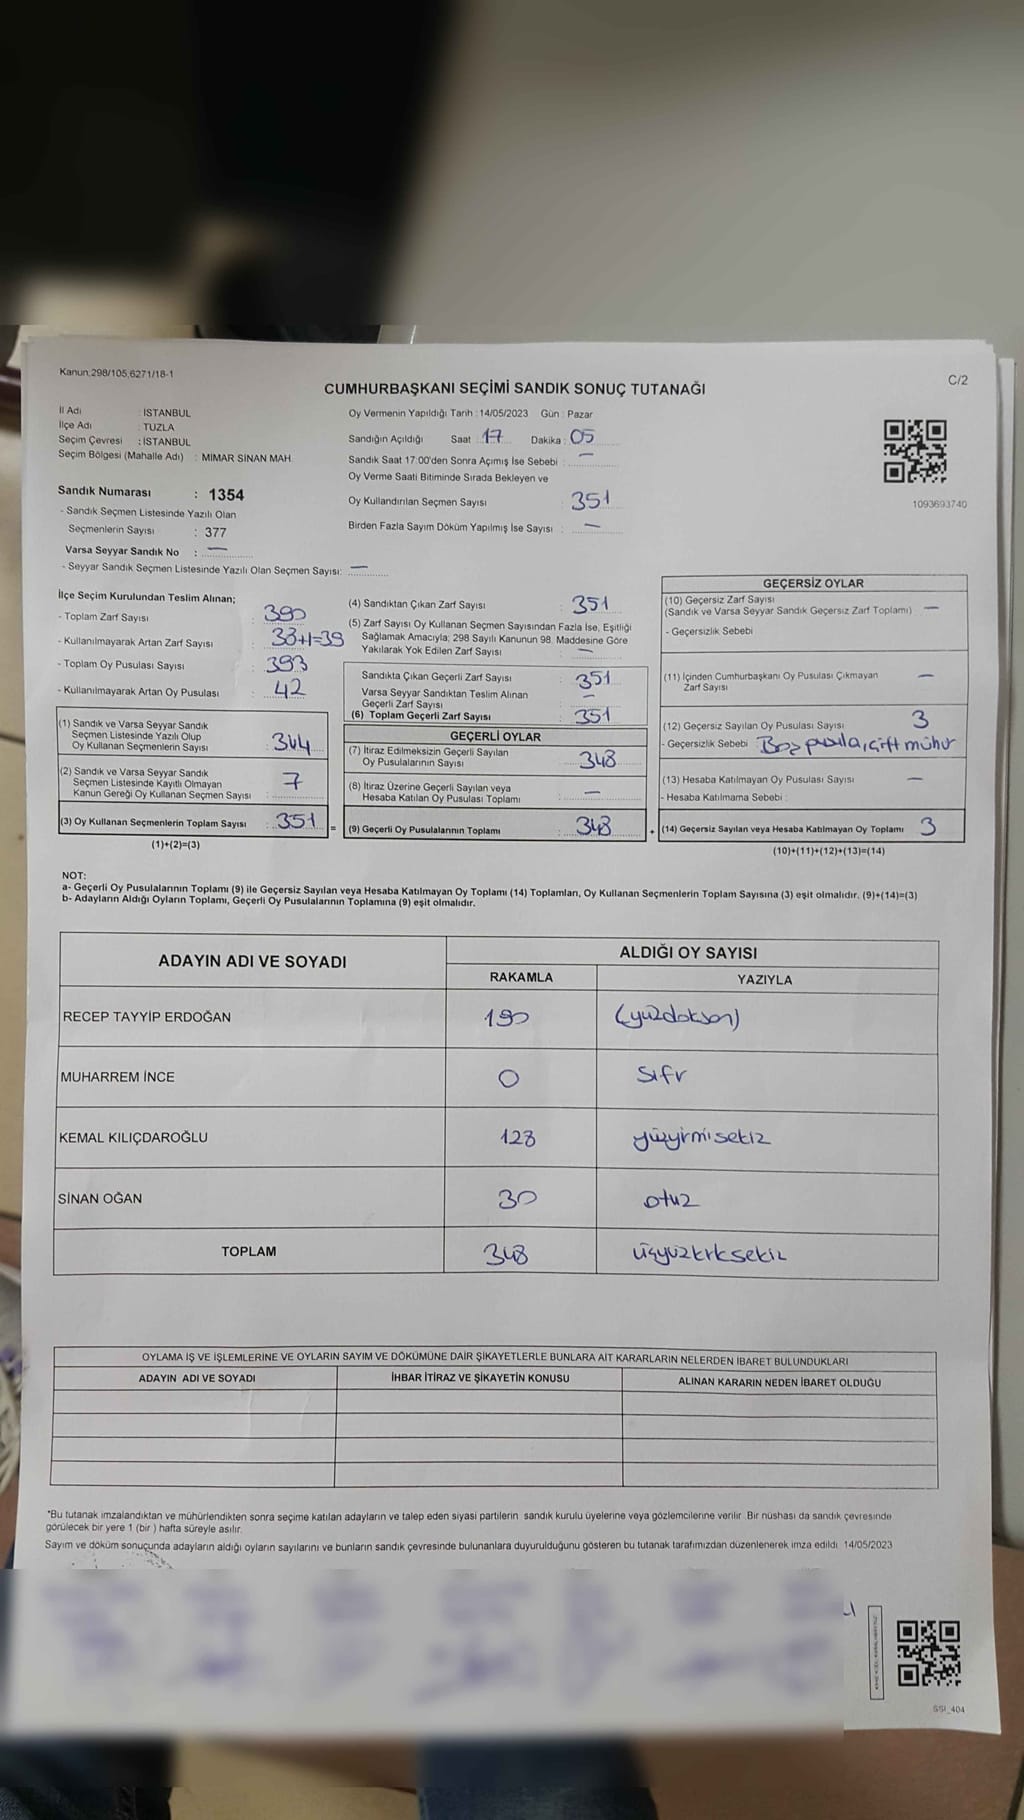 Kanun;298/105,6271/18-1
C/2
CUMHURBAŞKANI SEÇİMİ SANDIK SONUÇ TUTANAĞI
İl Adı : İSTANBUL
İlçe Adı : TUZLA
Seçim Çevresi : İSTANBUL
Seçim Bölgesi (Mahalle Adı) : MİMAR SİNAN MAH.
Sandık Numarası : 1354
- Sandık Seçmen Listesinde Yazılı Olan
Seçmenlerin Sayısı : 377
Varsa Seyyar Sandık No : —
- Seyyar Sandık Seçmen Listesinde Yazılı Olan Seçmen Sayısı: —
Oy Vermenin Yapıldığı Tarih : 14/05/2023 Gün : Pazar
Sandığın Açıldığı Saat 17 Dakika : 05
Sandık Saat 17:00'den Sonra Açımış İse Sebebi : —
Oy Verme Saati Bitiminde Sırada Bekleyen ve
Oy Kullandırılan Seçmen Sayısı : 351
Birden Fazla Sayım Döküm Yapılmış İse Sayısı : —
1093693740
İlçe Seçim Kurulundan Teslim Alınan;
- Toplam Zarf Sayısı : 390
- Kullanılmayarak Artan Zarf Sayısı : 38+1=39
- Toplam Oy Pusulası Sayısı : 393
- Kullanılmayarak Artan Oy Pusulası : 42
(1) Sandık ve Varsa Seyyar Sandık
Seçmen Listesinde Yazılı Olup
Oy Kullanan Seçmenlerin Sayısı : 344
(2) Sandık ve Varsa Seyyar Sandık
Seçmen Listesinde Kayıtlı Olmayan
Kanun Gereği Oy Kullanan Seçmen Sayısı : 7
(3) Oy Kullanan Seçmenlerin Toplam Sayısı : 351
(1)+(2)=(3)
=
(4) Sandıktan Çıkan Zarf Sayısı : 351
(5) Zarf Sayısı Oy Kullanan Seçmen Sayısından Fazla İse, Eşitliği
Sağlamak Amacıyla; 298 Sayılı Kanunun 98. Maddesine Göre
Yakılarak Yok Edilen Zarf Sayısı : —
Sandıkta Çıkan Geçerli Zarf Sayısı : 351
Varsa Seyyar Sandıktan Teslim Alınan
Geçerli Zarf Sayısı : —
(6) Toplam Geçerli Zarf Sayısı : 351
GEÇERLİ OYLAR
(7) İtiraz Edilmeksizin Geçerli Sayılan
Oy Pusulalarının Sayısı : 348
(8) İtiraz Üzerine Geçerli Sayılan veya
Hesaba Katılan Oy Pusulası Toplamı : —
(9) Geçerli Oy Pusulalarının Toplamı : 348
+
GEÇERSİZ OYLAR
(10) Geçersiz Zarf Sayısı
(Sandık ve Varsa Seyyar Sandık Geçersiz Zarf Toplamı) —
- Geçersizlik Sebebi
(11) İçinden Cumhurbaşkanı Oy Pusulası Çıkmayan
Zarf Sayısı —
(12) Geçersiz Sayılan Oy Pusulası Sayısı 3
- Geçersizlik Sebebi : Boş pusula, çift mühür
(13) Hesaba Katılmayan Oy Pusulası Sayısı —
- Hesaba Katılmama Sebebi :
(14) Geçersiz Sayılan veya Hesaba Katılmayan Oy Toplamı 3
(10)+(11)+(12)+(13)=(14)
NOT:
a- Geçerli Oy Pusulalarının Toplamı (9) ile Geçersiz Sayılan veya Hesaba Katılmayan Oy Toplamı (14) Toplamları, Oy Kullanan Seçmenlerin Toplam Sayısına (3) eşit olmalıdır. (9)+(14)=(3)
b- Adayların Aldığı Oyların Toplamı, Geçerli Oy Pusulalarının Toplamına (9) eşit olmalıdır.
ADAYIN ADI VE SOYADI
ALDIĞI OY SAYISI
RAKAMLA YAZIYLA
RECEP TAYYİP ERDOĞAN 190 (yüzdoksan)
MUHARREM İNCE 0 sıfır
KEMAL KILIÇDAROĞLU 128 yüzyirmisekiz
SİNAN OĞAN 30 otuz
TOPLAM 348 üçyüzkrksekiz
OYLAMA İŞ VE İŞLEMLERİNE VE OYLARIN SAYIM VE DÖKÜMÜNE DAİR ŞİKAYETLERLE BUNLARA AİT KARARLARIN NELERDEN İBARET BULUNDUKLARI
ADAYIN ADI VE SOYADI İHBAR İTİRAZ VE ŞİKAYETİN KONUSU ALINAN KARARIN NEDEN İBARET OLDUĞU
*Bu tutanak imzalandıktan ve mühürlendikten sonra seçime katılan adayların ve talep eden siyasi partilerin sandık kurulu üyelerine veya gözlemcilerine verilir. Bir nüshası da sandık çevresinde
görülecek bir yere 1 (bir) hafta süreyle asılır.
Sayım ve döküm sonuçunda adayların aldığı oyların sayılarını ve bunların sandık çevresinde bulunanlara duyurulduğunu gösteren bu tutanak tarafımızdan düzenlenerek imza edildi 14/05/2023
SSİ_404